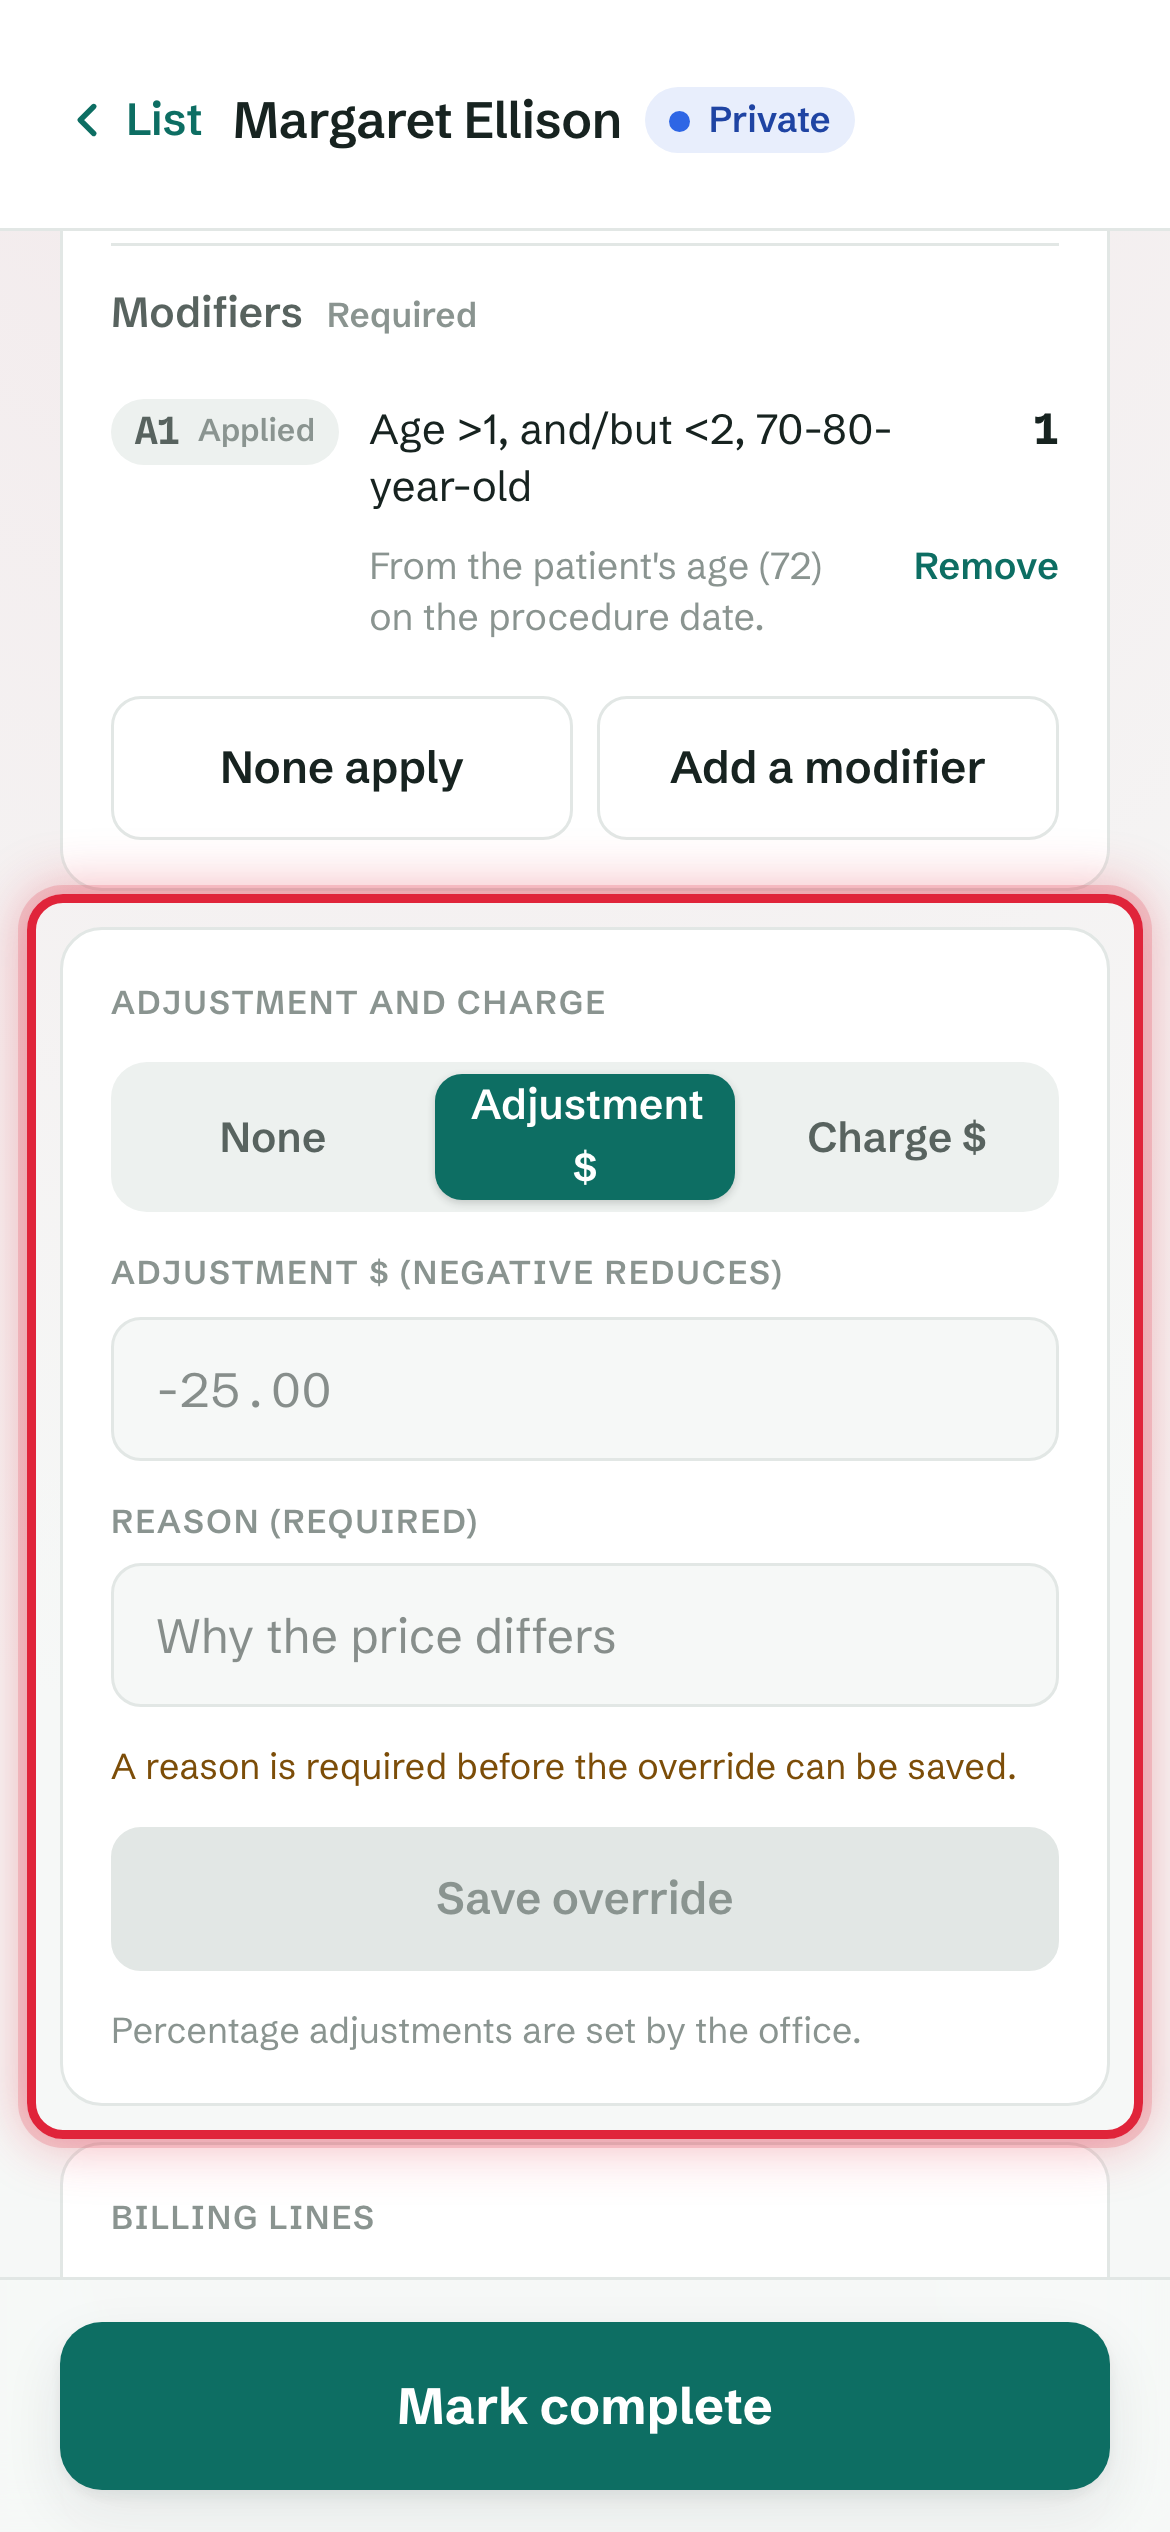 List Margaret Ellison Private
Modifiers Required
A1 Applied Age >1, and/but <2, 70-80- 1
year-old
From the patient's age (72) Remove
on the procedure date.
None apply Add a modifier
ADJUSTMENT AND CHARGE
None Adjustment $ Charge $
ADJUSTMENT $ (NEGATIVE REDUCES)
-25.00
REASON (REQUIRED)
Why the price differs
A reason is required before the override can be saved.
Save override
Percentage adjustments are set by the office.
BILLING LINES
Mark complete